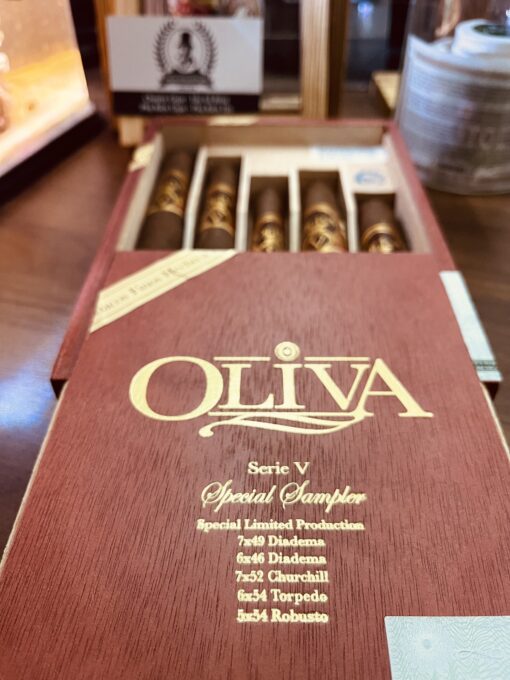 OLIVA
Serie V
Special Sampler
Special Limited Production
7x49 Diadema
6x46 Diadema
7x52 Churchill
6x54 Torpedo
5x54 Robusto